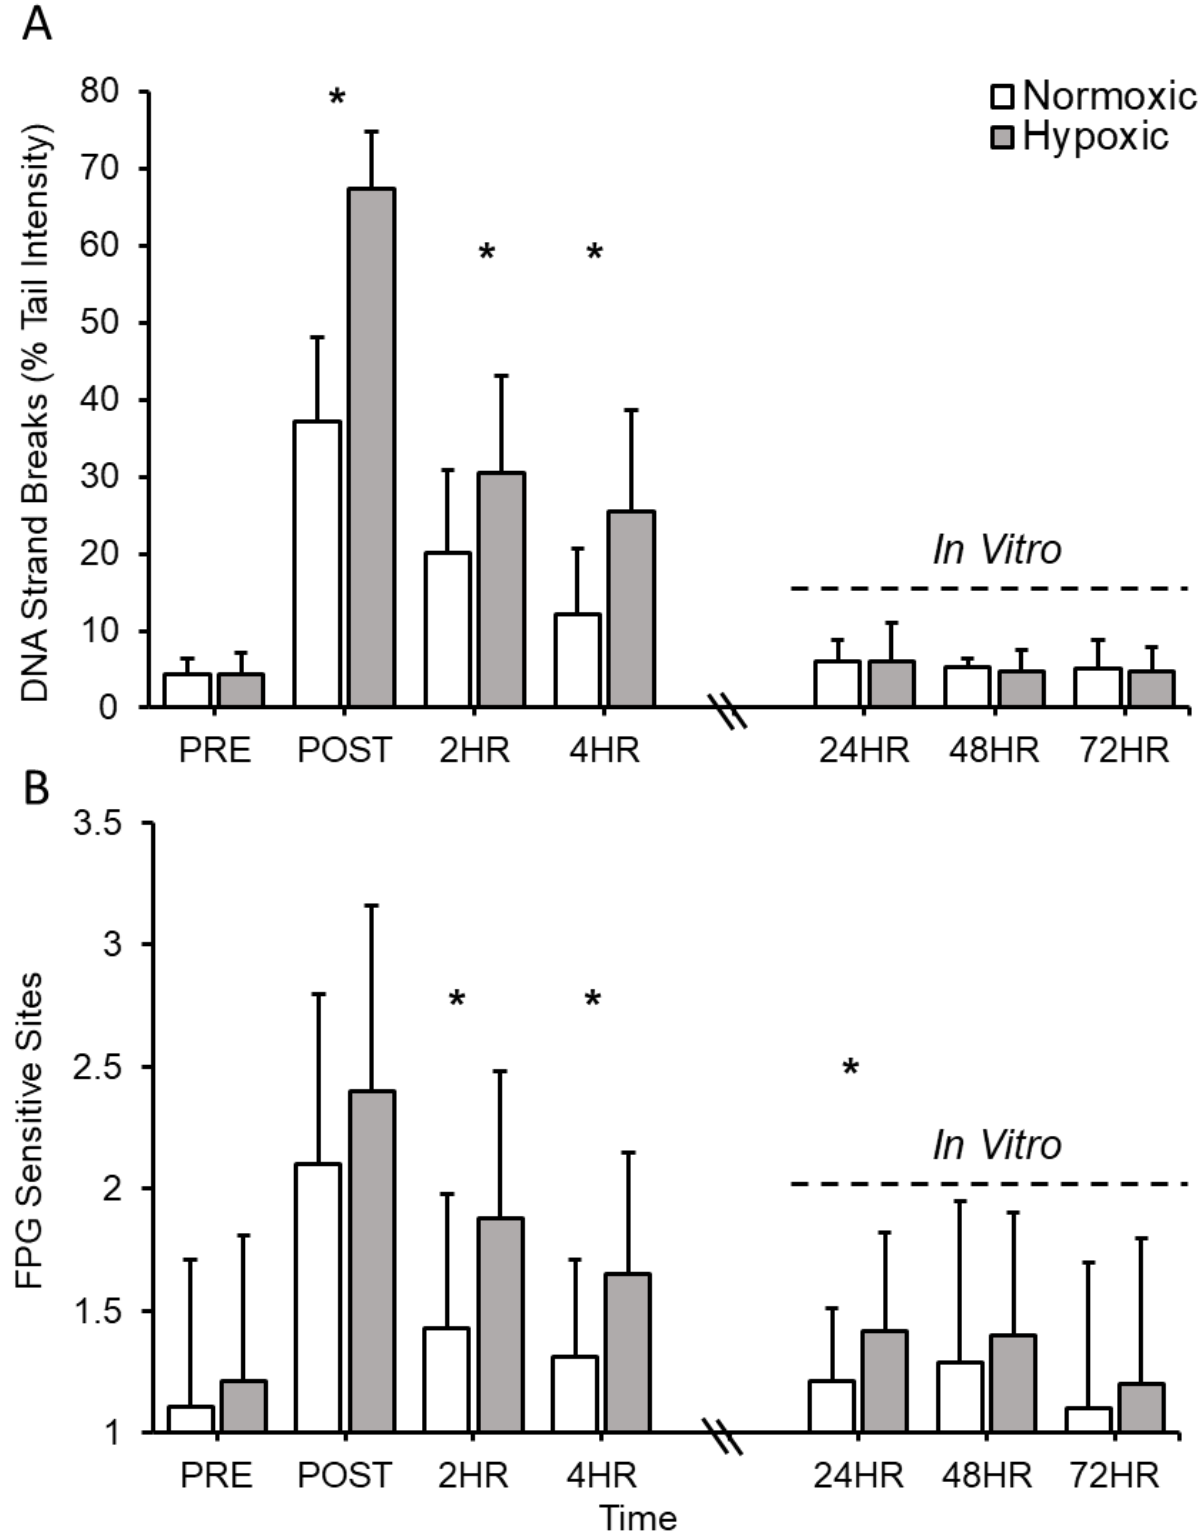 A
80
70
60
50
40
30
20
10
0
DNA Strand Breaks (% Tail Intensity)
Normoxic
Hypoxic
*
* *
In Vitro
PRE POST 2HR 4HR 24HR 48HR 72HR
B
3.5
3
2.5
2
1.5
1
FPG Sensitive Sites
* *
*
In Vitro
PRE POST 2HR 4HR 24HR 48HR 72HR
Time